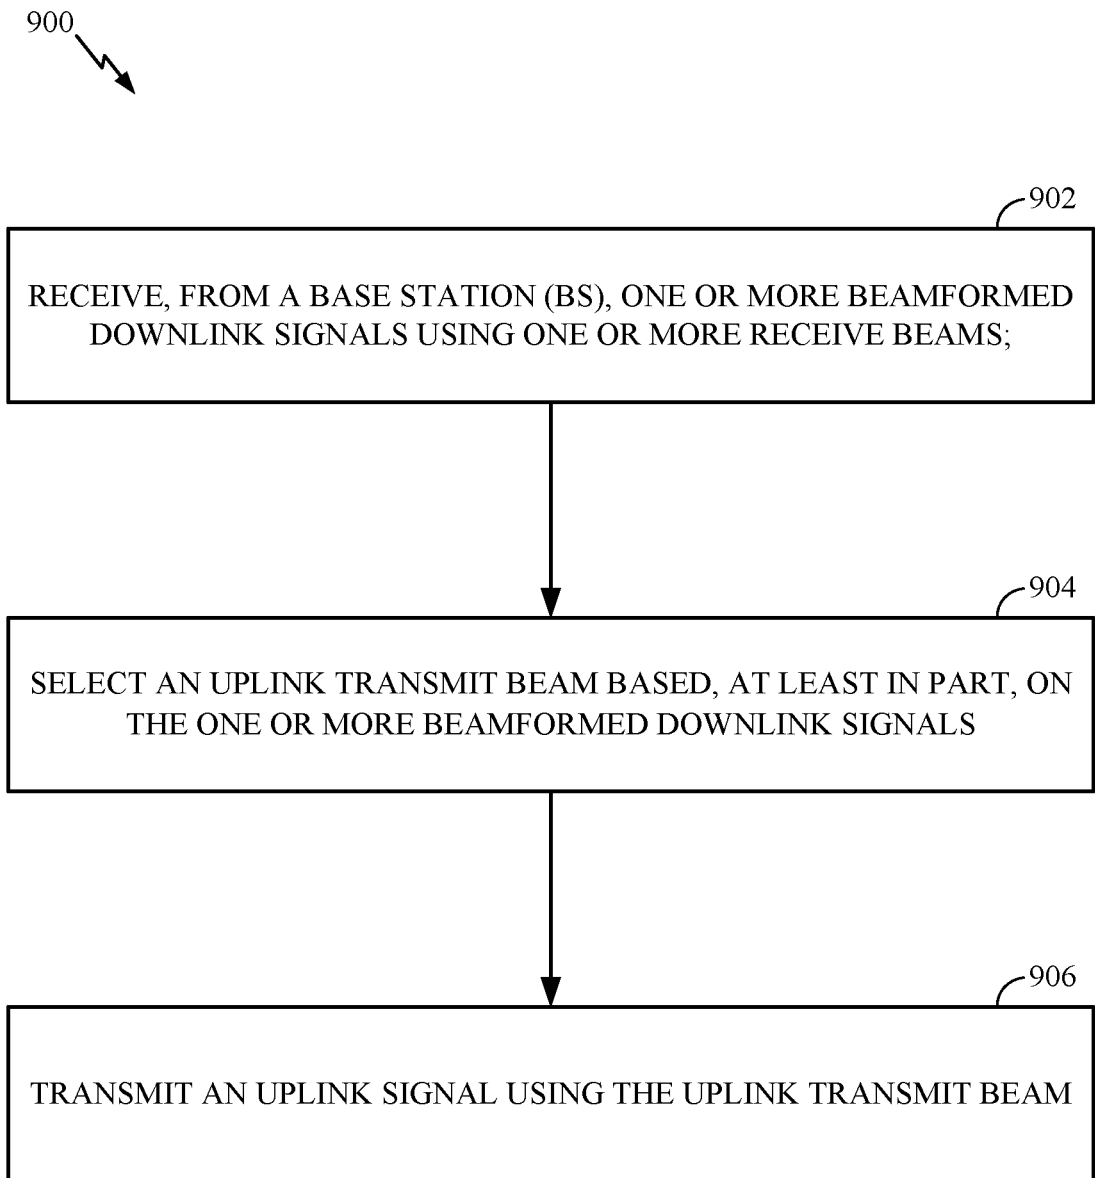 900
902
RECEIVE, FROM A BASE STATION (BS), ONE OR MORE BEAMFORMED
DOWNLINK SIGNALS USING ONE OR MORE RECEIVE BEAMS;
904
SELECT AN UPLINK TRANSMIT BEAM BASED, AT LEAST IN PART, ON
THE ONE OR MORE BEAMFORMED DOWNLINK SIGNALS
906
TRANSMIT AN UPLINK SIGNAL USING THE UPLINK TRANSMIT BEAM